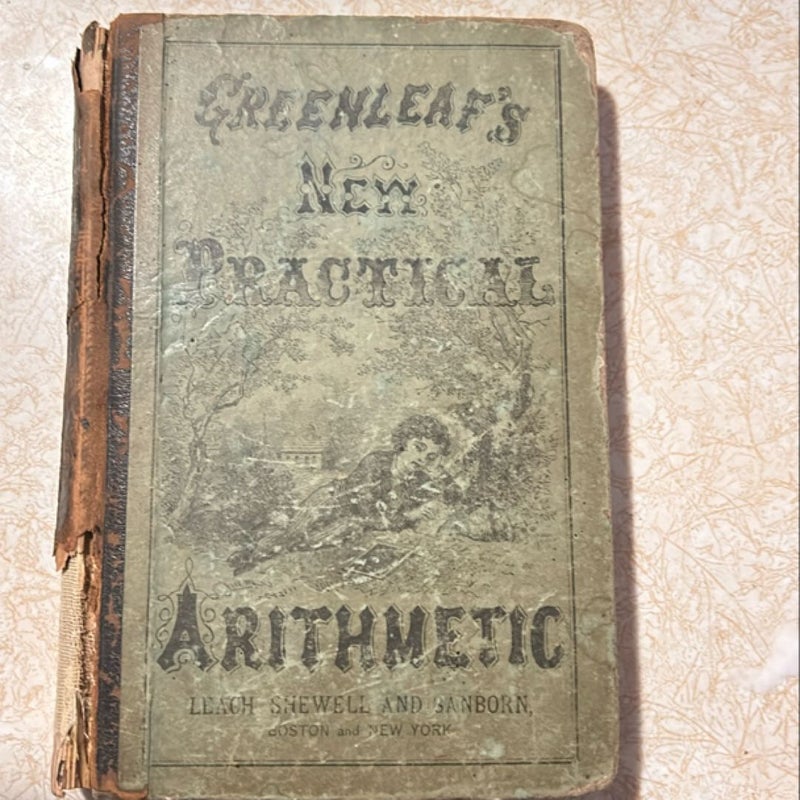 GREENLEAF'S
NEW
PRACTICAL
ARITHMETIC
LEACH SHEWELL AND SANBORN,
BOSTON and NEW YORK